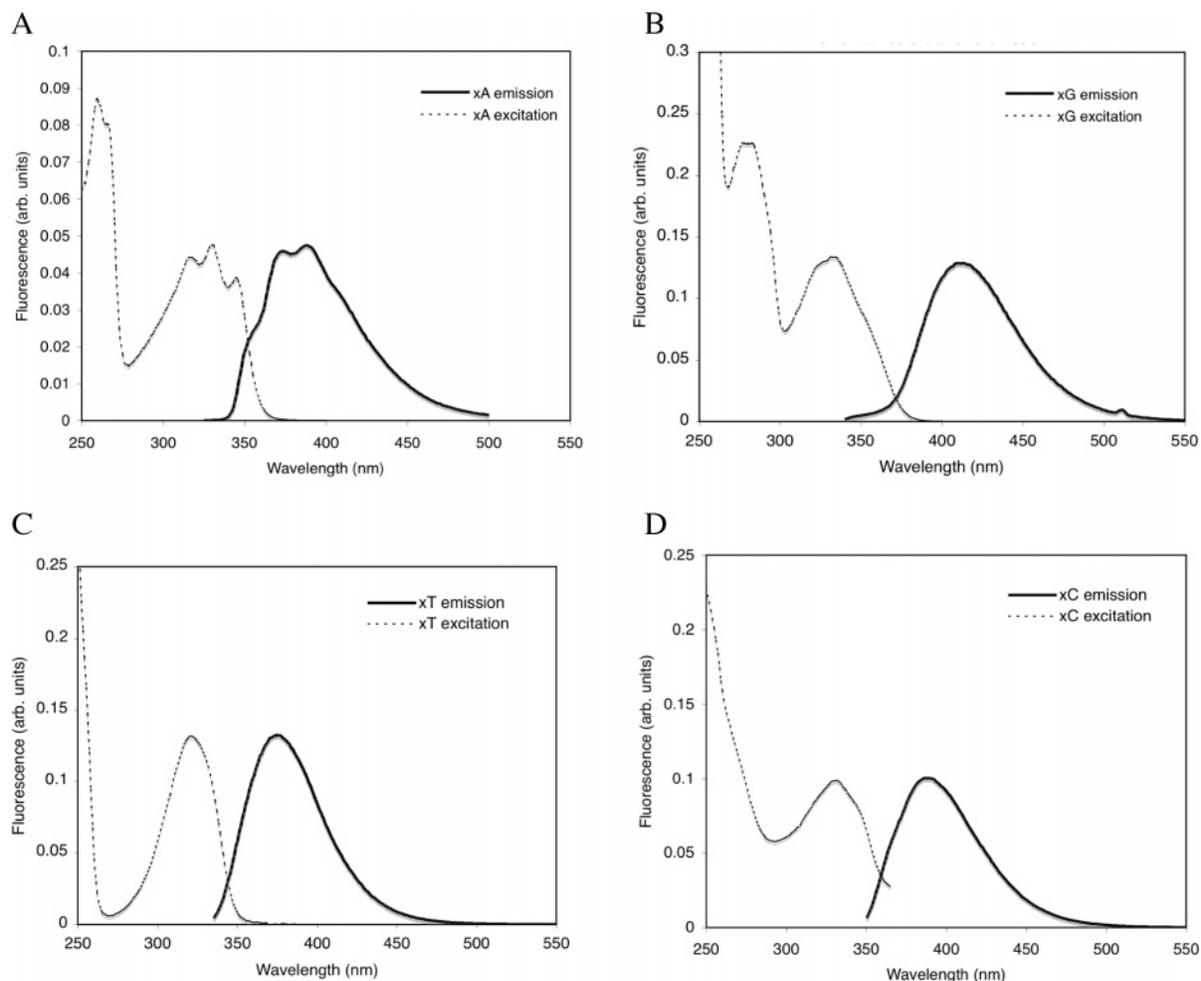 A
0.1
0.09
0.08
0.07
0.06
0.05
0.04
0.03
0.02
0.01
0
Fluorescence (arb. units)
xA emission
xA excitation
250 300 350 400 450 500 550
Wavelength (nm)
B
0.3
0.25
0.2
0.15
0.1
0.05
0
Fluorescence (arb. units)
xG emission
xG excitation
250 300 350 400 450 500 550
Wavelength (nm)
C
0.25
0.2
0.15
0.1
0.05
0
Fluorescence (arb. units)
xT emission
xT excitation
250 300 350 400 450 500 550
Wavelength (nm)
D
0.25
0.2
0.15
0.1
0.05
0
Fluorescence (arb. units)
xC emission
xC excitation
250 300 350 400 450 500 550
Wavelength (nm)